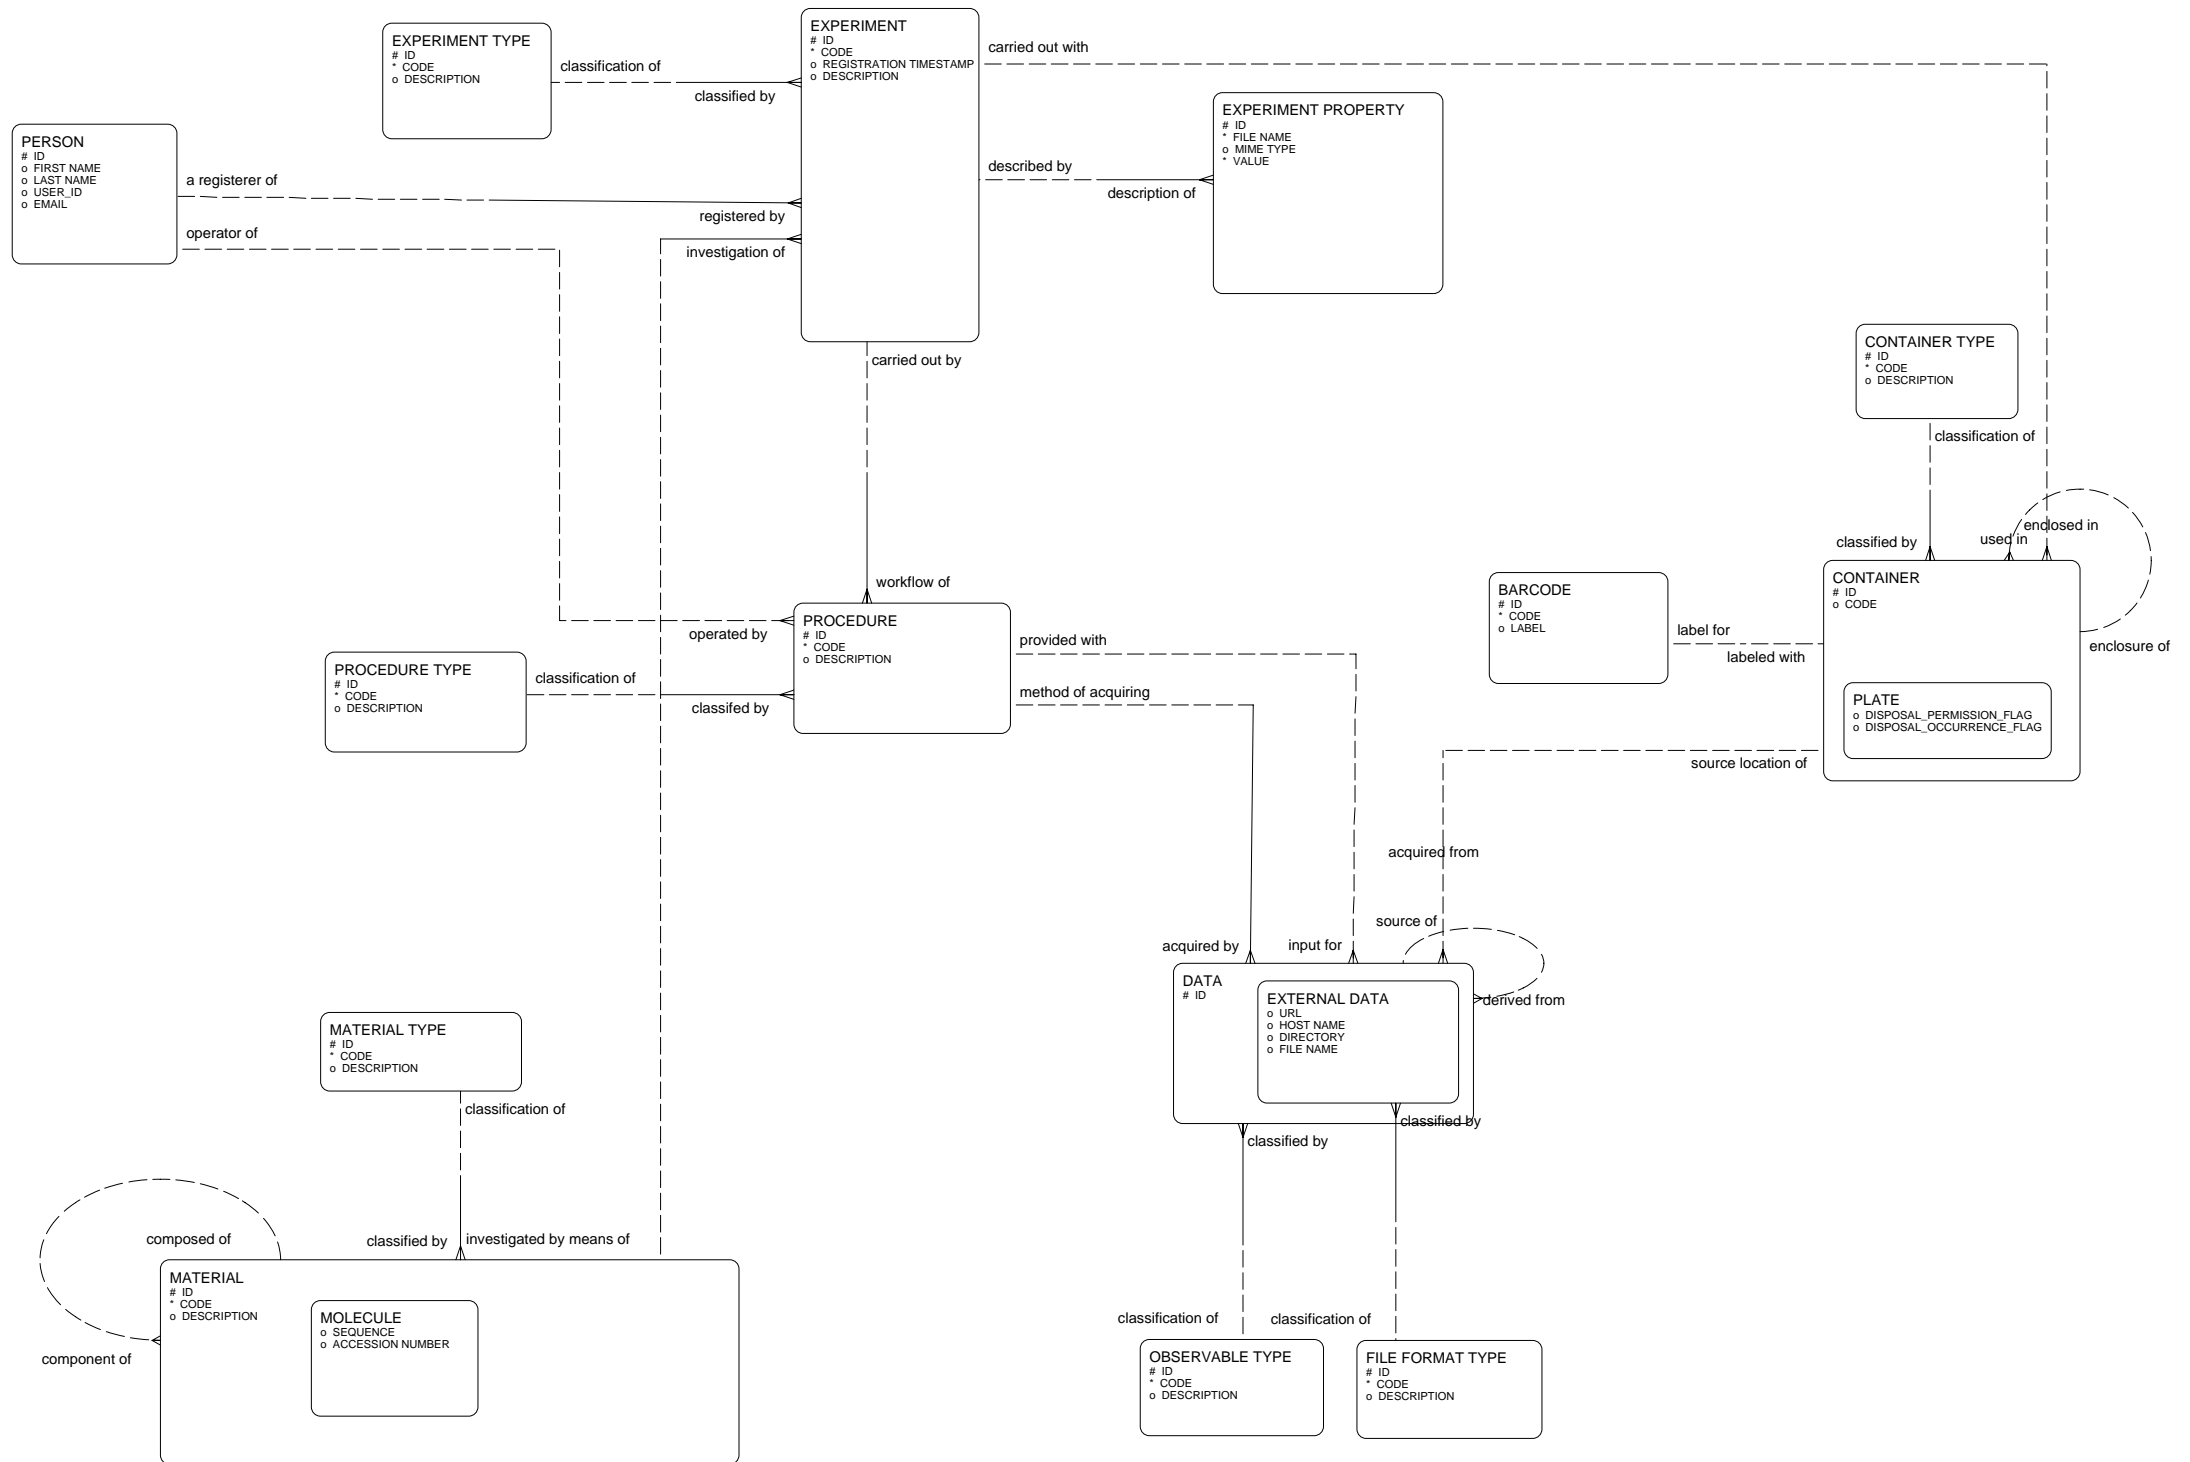 EXPERIMENT TYPE
# ID
* CODE
o DESCRIPTION
classification of
classified by
EXPERIMENT
# ID
* CODE
o REGISTRATION TIMESTAMP
o DESCRIPTION
carried out with
EXPERIMENT PROPERTY
# ID
* FILE NAME
o MIME TYPE
* VALUE
described by
description of
PERSON
# ID
o FIRST NAME
o LAST NAME
o USER_ID
o EMAIL
a registerer of
registered by
operator of
investigation of
carried out by
CONTAINER TYPE
# ID
* CODE
o DESCRIPTION
classification of
enclosed in
used in
classified by
workflow of
BARCODE
# ID
* CODE
o LABEL
label for
labeled with
CONTAINER
# ID
o CODE
enclosure of
PLATE
o DISPOSAL_PERMISSION_FLAG
o DISPOSAL_OCCURRENCE_FLAG
source location of
operated by
PROCEDURE
# ID
* CODE
o DESCRIPTION
provided with
method of acquiring
PROCEDURE TYPE
# ID
* CODE
o DESCRIPTION
classification of
classifed by
acquired from
source of
acquired by
input for
DATA
# ID
EXTERNAL DATA
o URL
o HOST NAME
o DIRECTORY
o FILE NAME
derived from
classified by
classified by
MATERIAL TYPE
# ID
* CODE
o DESCRIPTION
classification of
composed of
classified by
investigated by means of
MATERIAL
# ID
* CODE
o DESCRIPTION
MOLECULE
o SEQUENCE
o ACCESSION NUMBER
component of
classification of
classification of
OBSERVABLE TYPE
# ID
* CODE
o DESCRIPTION
FILE FORMAT TYPE
# ID
* CODE
o DESCRIPTION